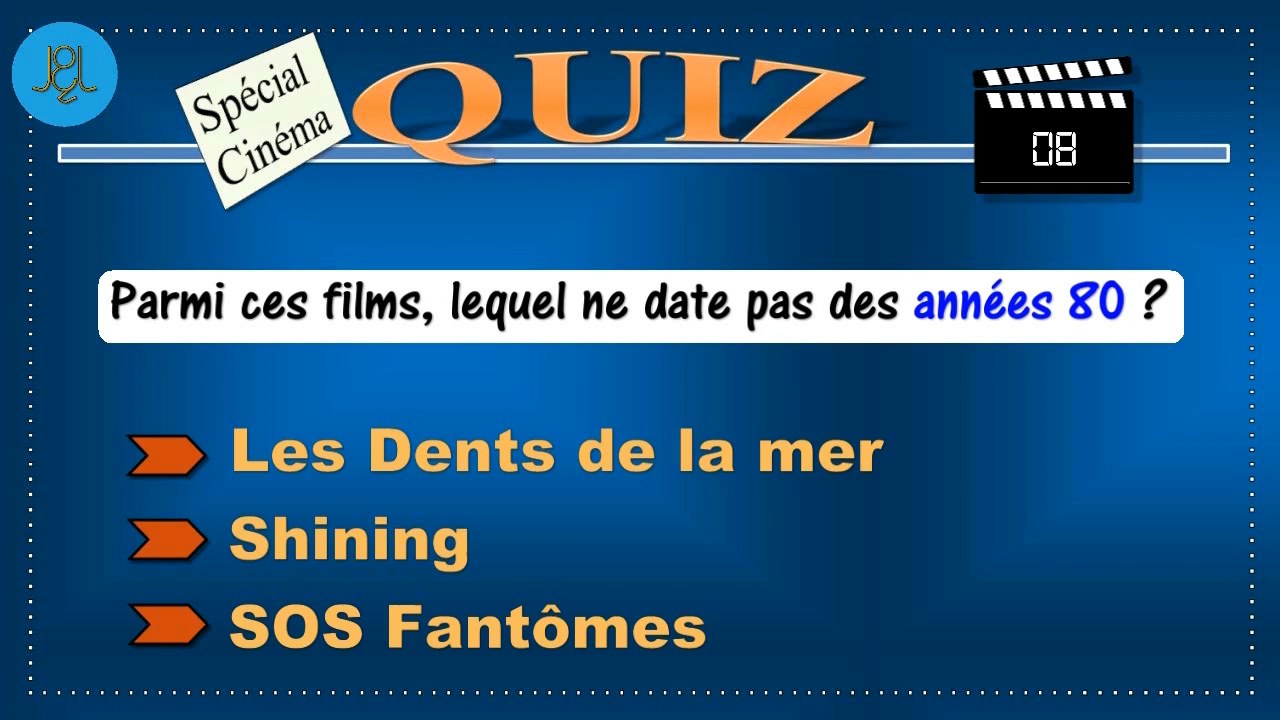 Spécial
Cinéma
QUIZ
08
Parmi ces films, lequel ne date pas des années 80 ?
Les Dents de la mer
Shining
SOS Fantômes